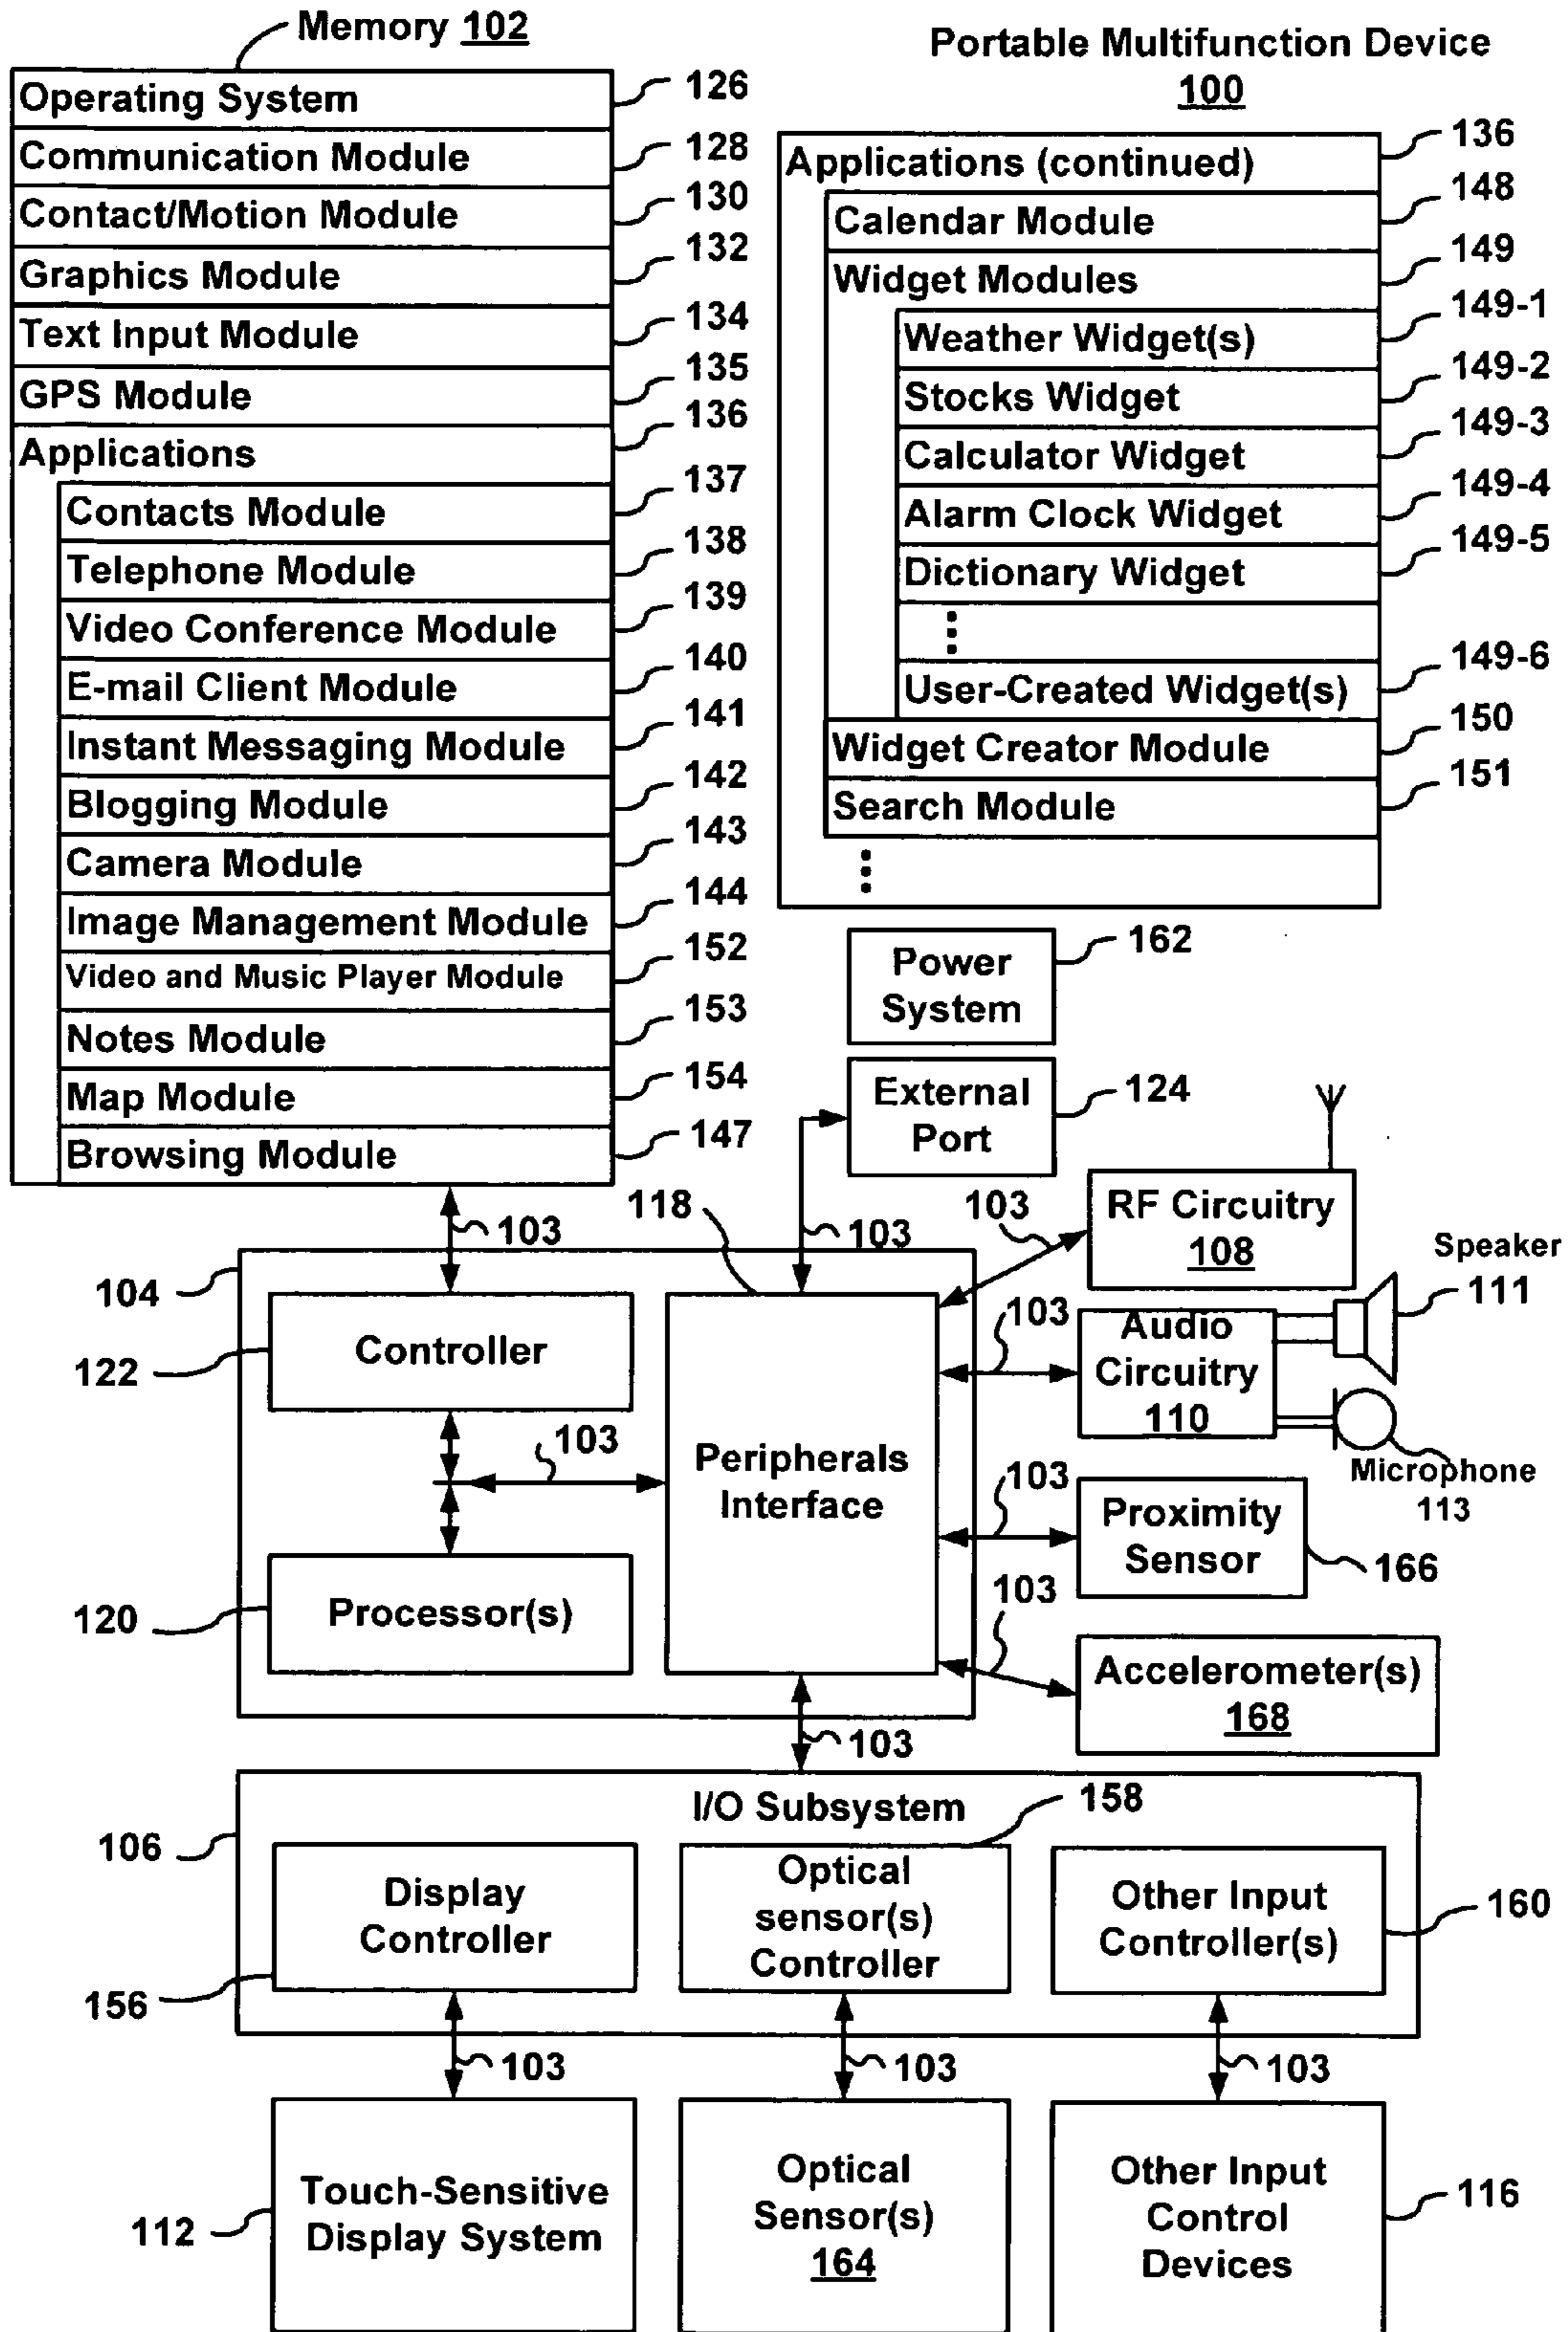 Memory 102
Operating System 126
Communication Module 128
Contact/Motion Module 130
Graphics Module 132
Text Input Module 134
GPS Module 135
Applications 136
Contacts Module 137
Telephone Module 138
Video Conference Module 139
E-mail Client Module 140
Instant Messaging Module 141
Blogging Module 142
Camera Module 143
Image Management Module 144
Video and Music Player Module 152
Notes Module 153
Map Module 154
Browsing Module 147
Portable Multifunction Device
100
Applications (continued) 136
Calendar Module 148
Widget Modules 149
Weather Widget(s) 149-1
Stocks Widget 149-2
Calculator Widget 149-3
Alarm Clock Widget 149-4
Dictionary Widget 149-5
User-Created Widget(s) 149-6
Widget Creator Module 150
Search Module 151
Power
System
162
External
Port
124
103
118
103
103
RF Circuitry
108
Speaker
111
104
Controller
122
103
Audio
Circuitry
110
Microphone
113
103
Peripherals
Interface
103
Proximity
Sensor
166
Processor(s)
120
103
Accelerometer(s)
168
103
I/O Subsystem
106
158
Display
Controller
156
Optical
sensor(s)
Controller
Other Input
Controller(s)
160
103
103
103
Touch-Sensitive
Display System
112
Optical
Sensor(s)
164
Other Input
Control
Devices
116